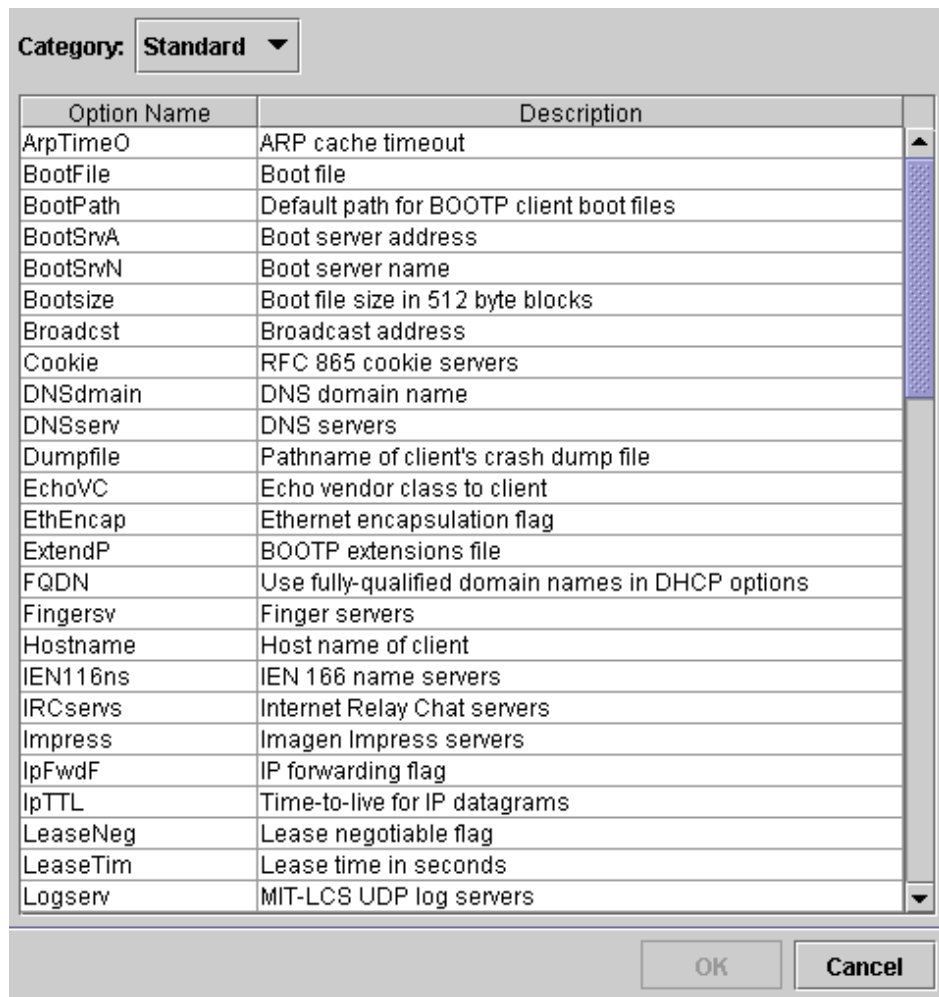 Category: Standard
Option Name Description
ArpTimeO ARP cache timeout
BootFile Boot file
BootPath Default path for BOOTP client boot files
BootSrvA Boot server address
BootSrvN Boot server name
Bootsize Boot file size in 512 byte blocks
Broadcst Broadcast address
Cookie RFC 865 cookie servers
DNSdmain DNS domain name
DNSserv DNS servers
Dumpfile Pathname of client's crash dump file
EchoVC Echo vendor class to client
EthEncap Ethernet encapsulation flag
ExtendP BOOTP extensions file
FQDN Use fully-qualified domain names in DHCP options
Fingersv Finger servers
Hostname Host name of client
IEN116ns IEN 166 name servers
IRCservs Internet Relay Chat servers
Impress Imagen Impress servers
IpFwdF IP forwarding flag
IpTTL Time-to-live for IP datagrams
LeaseNeg Lease negotiable flag
LeaseTim Lease time in seconds
Logserv MIT-LCS UDP log servers
OK Cancel